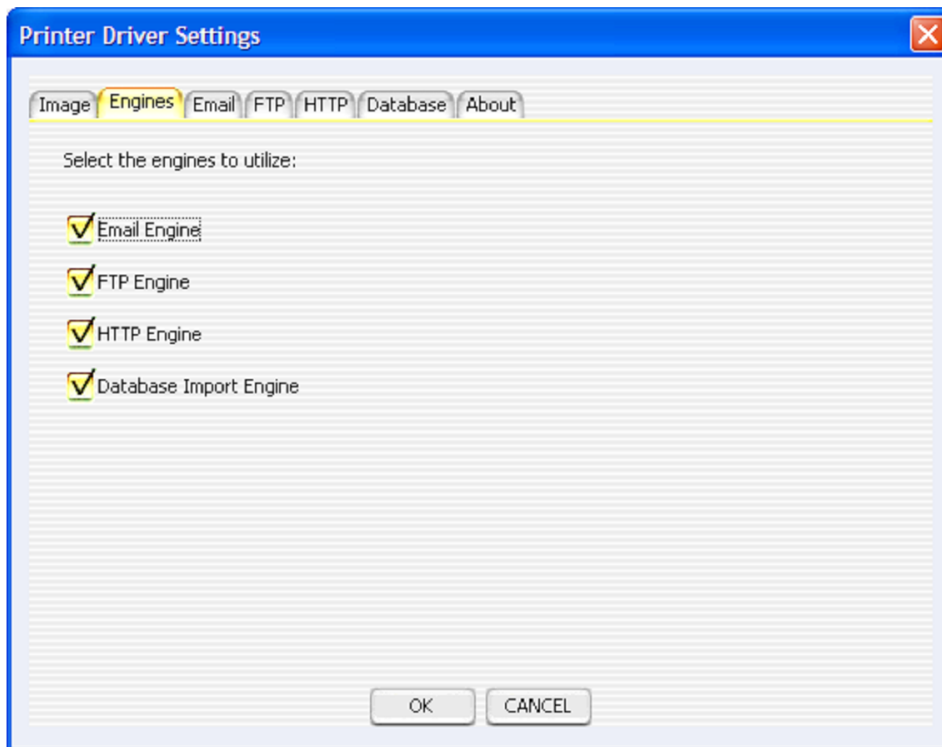 Printer Driver Settings
Image Engines Email FTP HTTP Database About
Select the engines to utilize:
Email Engine
FTP Engine
HTTP Engine
Database Import Engine
OK CANCEL